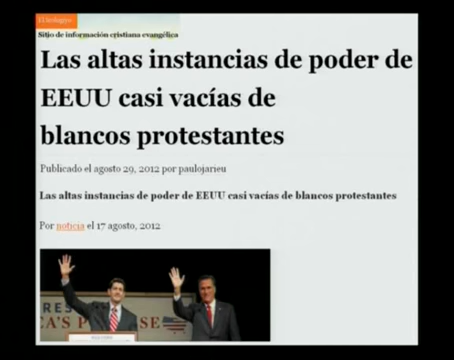 El teologico
Sitio de información cristiana evangélica
Las altas instancias de poder de
EEUU casi vacías de
blancos protestantes
Publicado el agosto 29, 2012 por paulojarieu
Las altas instancias de poder de EEUU casi vacías de blancos protestantes
Por noticia el 17 agosto, 2012